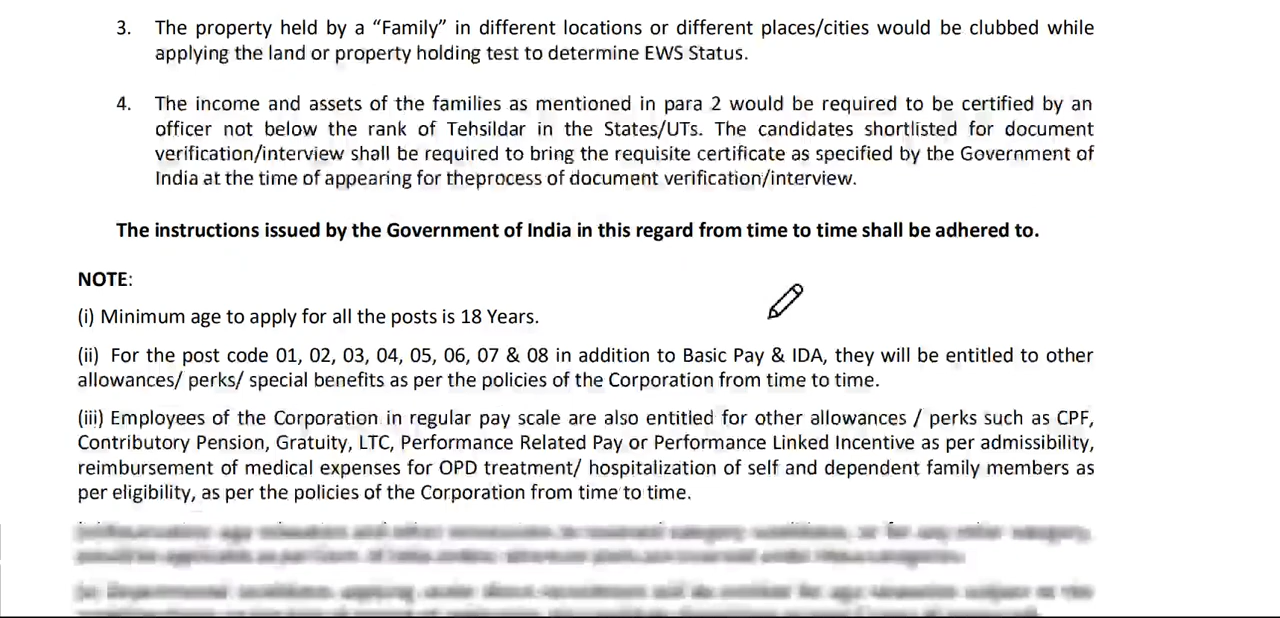 3. The property held by a “Family” in different locations or different places/cities would be clubbed while
applying the land or property holding test to determine EWS Status.
4. The income and assets of the families as mentioned in para 2 would be required to be certified by an
officer not below the rank of Tehsildar in the States/UTs. The candidates shortlisted for document
verification/interview shall be required to bring the requisite certificate as specified by the Government of
India at the time of appearing for theprocess of document verification/interview.
The instructions issued by the Government of India in this regard from time to time shall be adhered to.
NOTE:
(i) Minimum age to apply for all the posts is 18 Years.
(ii) For the post code 01, 02, 03, 04, 05, 06, 07 & 08 in addition to Basic Pay & IDA, they will be entitled to other
allowances/ perks/ special benefits as per the policies of the Corporation from time to time.
(iii) Employees of the Corporation in regular pay scale are also entitled for other allowances / perks such as CPF,
Contributory Pension, Gratuity, LTC, Performance Related Pay or Performance Linked Incentive as per admissibility,
reimbursement of medical expenses for OPD treatment/ hospitalization of self and dependent family members as
per eligibility, as per the policies of the Corporation from time to time.